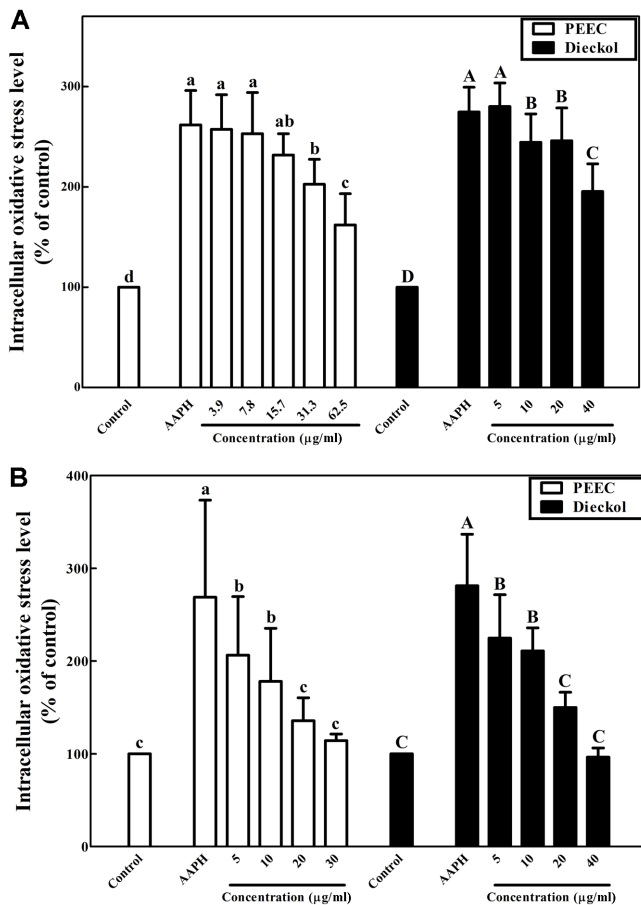 A
PEEC
Dieckol
Intracellular oxidative stress level
(% of control)
300
200
100
0
a
a
a
ab
b
c
d
A
A
B
B
C
D
Control
AAPH
3.9
7.8
15.7
31.3
62.5
Control
AAPH
5
10
20
40
Concentration (μg/ml)
Concentration (μg/ml)
B
PEEC
Dieckol
Intracellular oxidative stress level
(% of control)
400
300
200
100
0
c
a
b
b
c
c
C
A
B
B
C
C
Control
AAPH
5
10
20
30
Control
AAPH
5
10
20
40
Concentration (μg/ml)
Concentration (μg/ml)